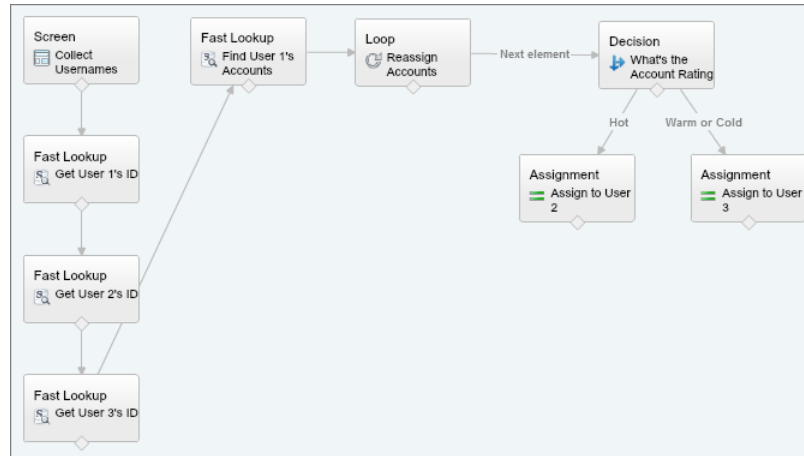 Screen
Collect
Usernames
Fast Lookup
Find User 1's
Accounts
Loop
Reassign
Accounts
Next element
Decision
What's the
Account Rating
Hot
Warm or Cold
Fast Lookup
Get User 1's ID
Assignment
Assign to User
2
Assignment
Assign to User
3
Fast Lookup
Get User 2's ID
Fast Lookup
Get User 3's ID